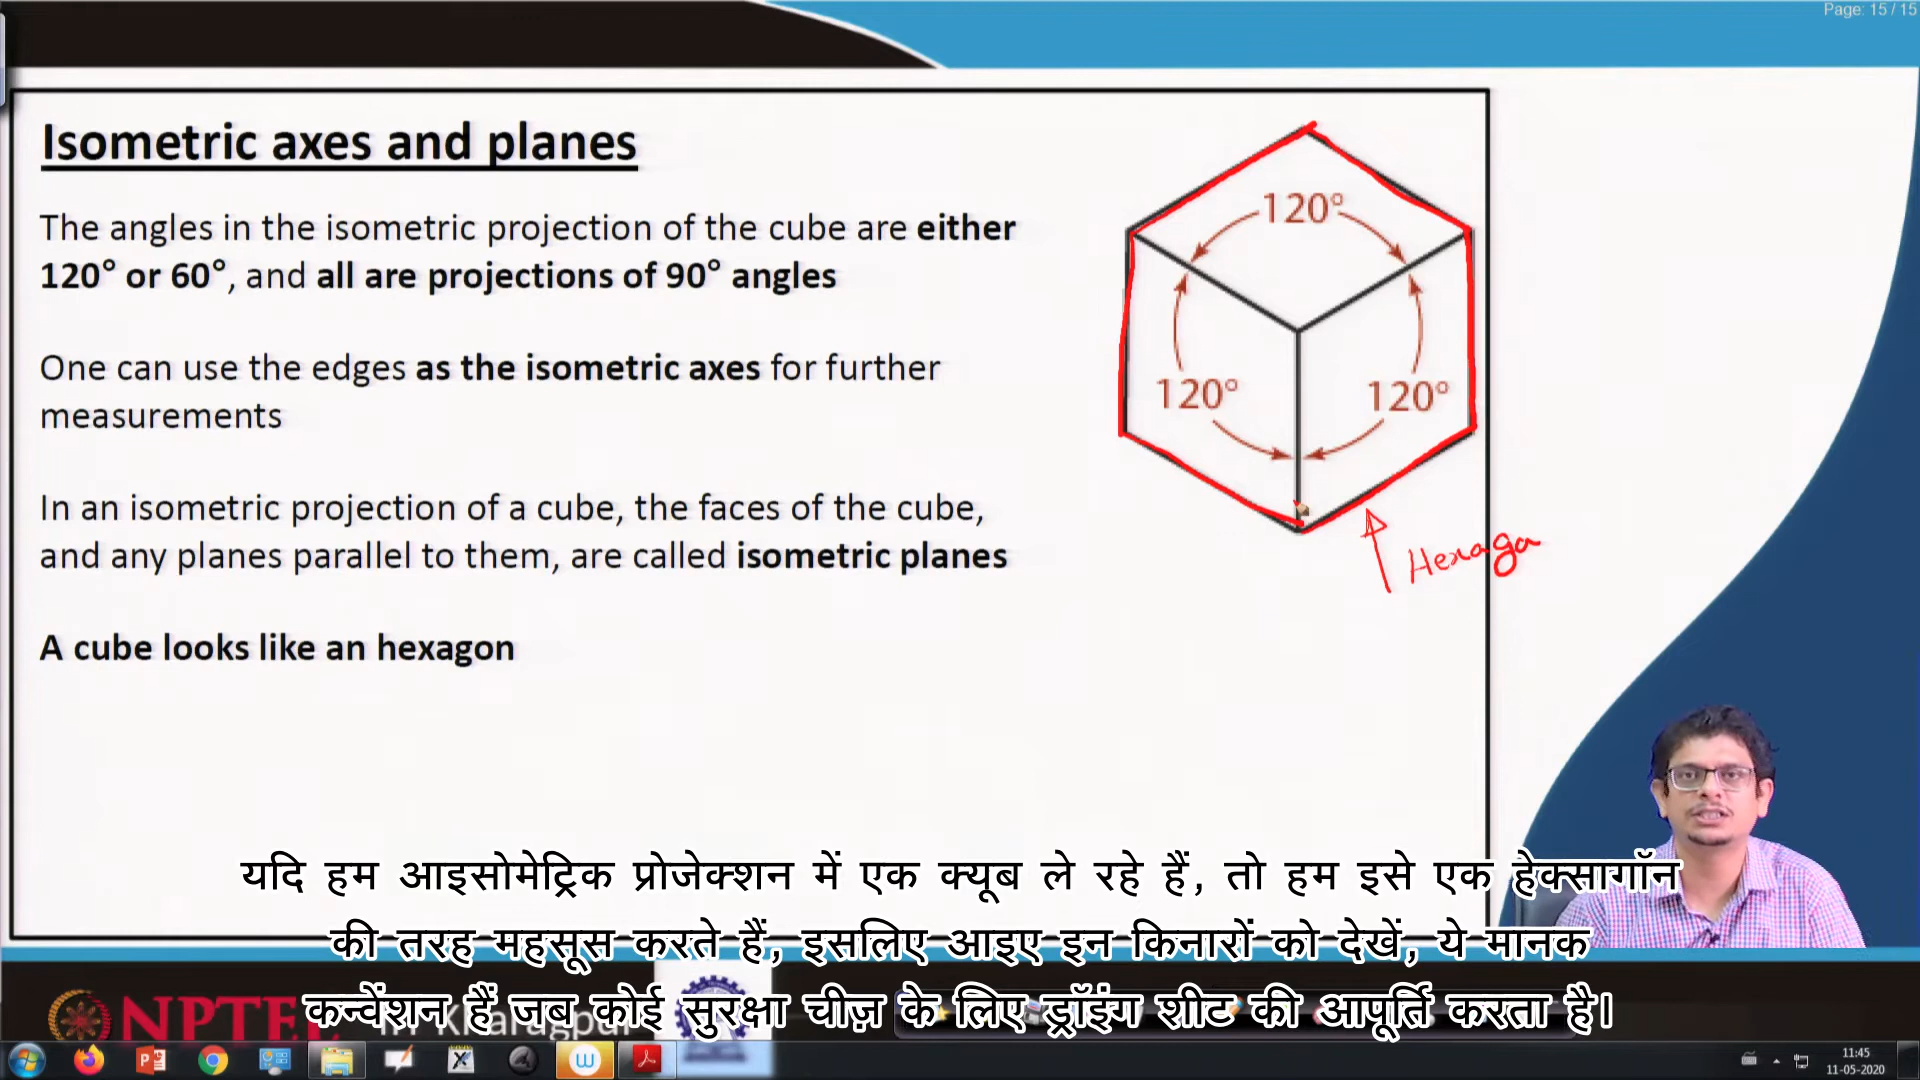 Page: 15 / 15
Isometric axes and planes
The angles in the isometric projection of the cube are either
120° or 60°, and all are projections of 90° angles
One can use the edges as the isometric axes for further
measurements
In an isometric projection of a cube, the faces of the cube,
and any planes parallel to them, are called isometric planes
A cube looks like an hexagon
120°
120°
120°
Hexago
यदि हम आइसोमेट्रिक प्रोजेक्शन में एक क्यूब ले रहे हैं, तो हम इसे एक हेक्सागॉन
की तरह महसूस करते हैं, इसलिए आइए इन किनारों को देखें, ये मानक
कन्वेंशन हैं जब कोई सुरक्षा चीज़ के लिए ड्रॉइंग शीट की आपूर्ति करता है।
NPTEL
11:45
11-05-2020